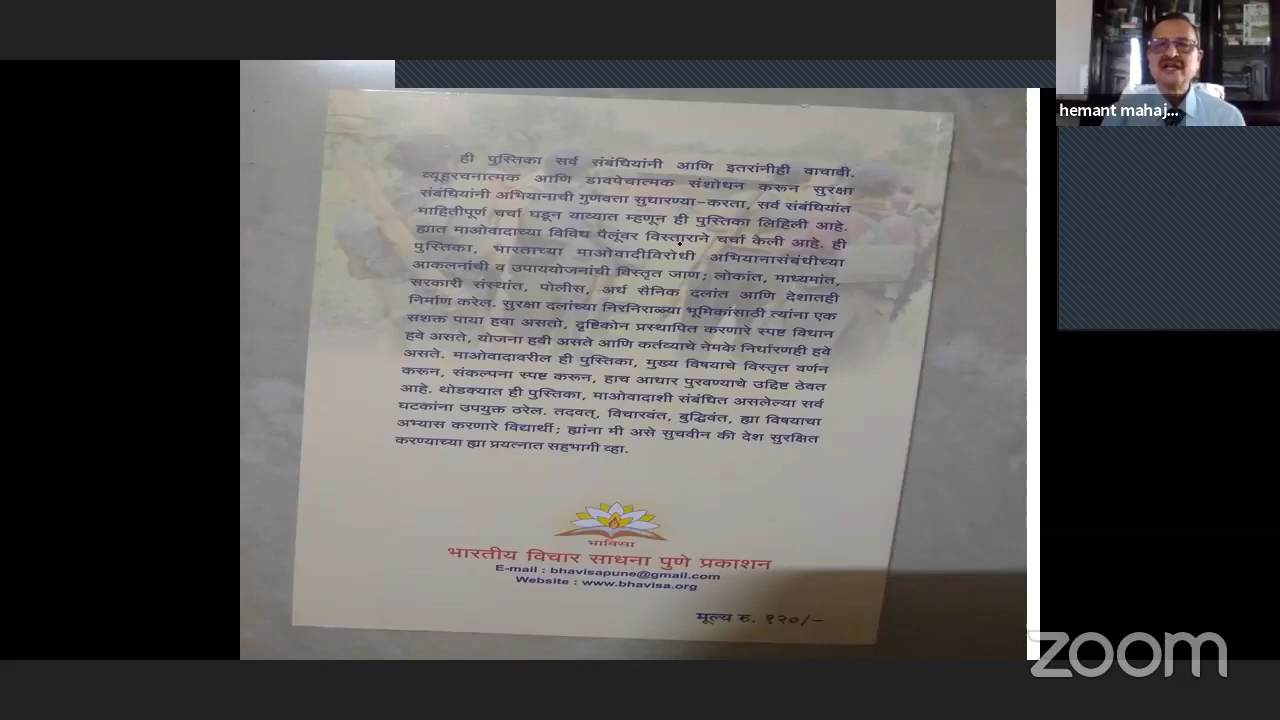 hemant mahaj...
ही पुस्तिका सर्व संबंधियांनी आणि इतरांनीही वाचावी.
व्यूहरचनात्मक आणि डावपेचात्मक संशोधन करून सुरक्षा
संबंधियांनी अभियानाची गुणवत्ता सुधारण्या-करता, सर्व संबंधियांत
माहितीपूर्ण चर्चा घडून याव्यात म्हणून ही पुस्तिका लिहिली आहे.
ह्यात माओवादाच्या विविध पैलूंवर विस्ताराने चर्चा केली आहे. ही
पुस्तिका, भारताच्या माओवादीविरोधी अभियानासंबंधीच्या
आकलनांची व उपाययोजनांची विस्तृत जाण; लोकांत, माध्यमांत,
सरकारी संस्थांत, पोलीस, अर्ध सैनिक दलांत आणि देशातही
निर्माण करेल. सुरक्षा दलांच्या निरनिराळ्या भूमिकांसाठी त्यांना एक
सशक्त पाया हवा असतो, दृष्टिकोन प्रस्थापित करणारे स्पष्ट विधान
हवे असते, योजना हवी असते आणि कर्तव्याचे नेमके निर्धारणही हवे
असते. माओवादावरील ही पुस्तिका, मुख्य विषयाचे विस्तृत वर्णन
करून, संकल्पना स्पष्ट करून, हाच आधार पुरवण्याचे उद्दिष्ट ठेवत
आहे. थोडक्यात ही पुस्तिका, माओवादाशी संबंधित असलेल्या सर्व
घटकांना उपयुक्त ठरेल. तदवत्, विचारवंत, बुद्धिवंत, ह्या विषयाचा
अभ्यास करणारे विद्यार्थी; ह्यांना मी असे सुचवीन की देश सुरक्षित
करण्याच्या ह्या प्रयत्नात सहभागी व्हा.
भाविसा
भारतीय विचार साधना पुणे प्रकाशन
E-mail : bhavisapune@gmail.com
Website : www.bhavisa.org
मूल्य रु. १२०/-
zoom